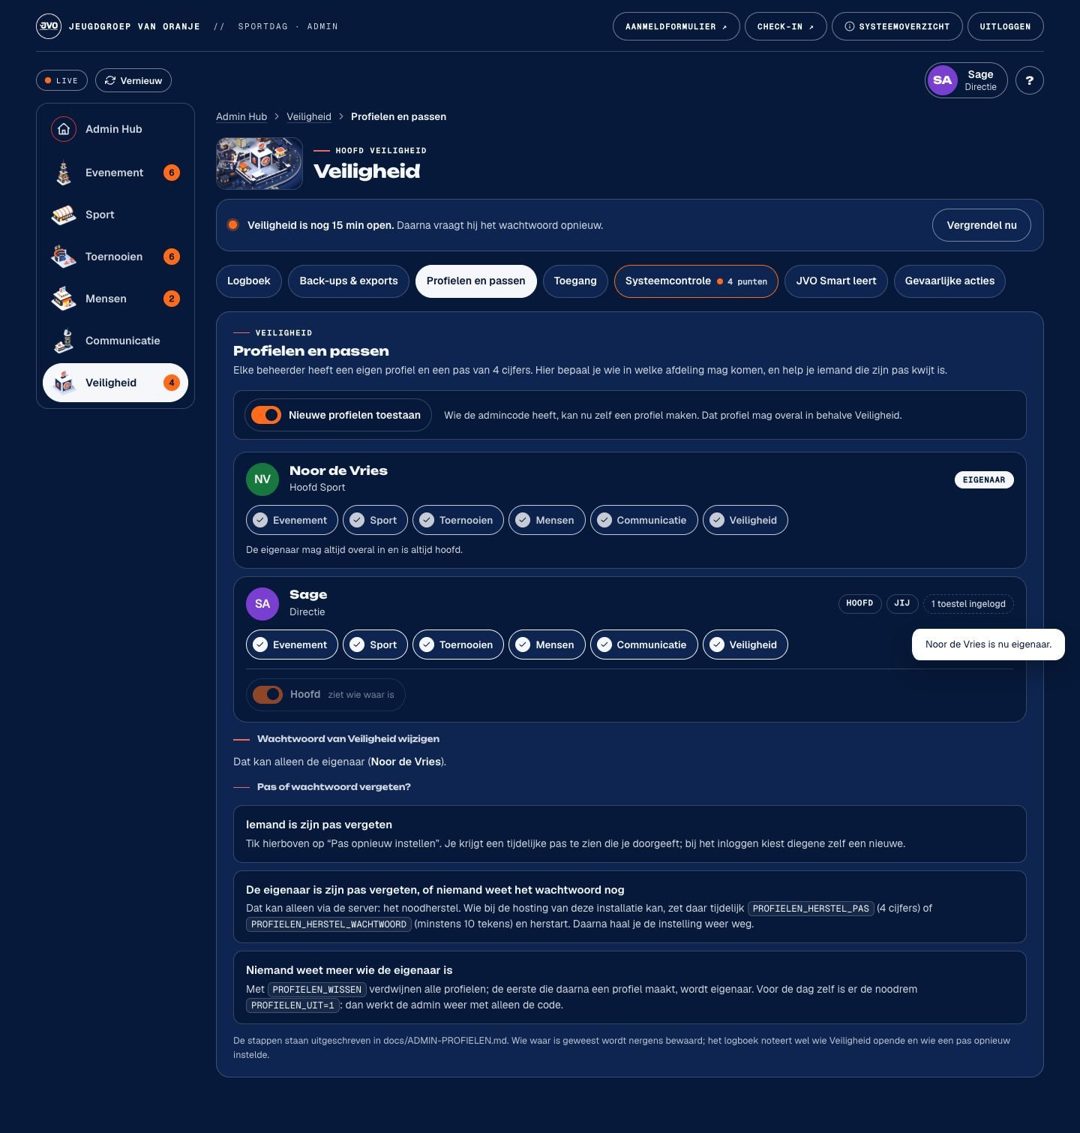 JVO JEUGDGROEP VAN ORANJE // SPORTDAG · ADMIN
AANMELDFORMULIER ↗ CHECK-IN ↗ SYSTEEMOVERZICHT UITLOGGEN
LIVE Vernieuw
SA Sage
Directie
?
Admin Hub
Evenement 6
Sport
Toernooien 6
Mensen 2
Communicatie
Veiligheid 4
Admin Hub > Veiligheid > Profielen en passen
HOOFD VEILIGHEID
Veiligheid
Veiligheid is nog 15 min open. Daarna vraagt hij het wachtwoord opnieuw.
Vergrendel nu
Logboek Back-ups & exports Profielen en passen Toegang Systeemcontrole 4 punten JVO Smart leert Gevaarlijke acties
VEILIGHEID
Profielen en passen
Elke beheerder heeft een eigen profiel en een pas van 4 cijfers. Hier bepaal je wie in welke afdeling mag komen, en help je iemand die zijn pas kwijt is.
Nieuwe profielen toestaan Wie de admincode heeft, kan nu zelf een profiel maken. Dat profiel mag overal in behalve Veiligheid.
NV Noor de Vries
Hoofd Sport
EIGENAAR
Evenement Sport Toernooien Mensen Communicatie Veiligheid
De eigenaar mag altijd overal in en is altijd hoofd.
SA Sage
Directie
HOOFD JIJ 1 toestel ingelogd
Evenement Sport Toernooien Mensen Communicatie Veiligheid
Noor de Vries is nu eigenaar.
Hoofd ziet wie waar is
Wachtwoord van Veiligheid wijzigen
Dat kan alleen de eigenaar (Noor de Vries).
Pas of wachtwoord vergeten?
Iemand is zijn pas vergeten
Tik hierboven op “Pas opnieuw instellen”. Je krijgt een tijdelijke pas te zien die je doorgeeft; bij het inloggen kiest diegene zelf een nieuwe.
De eigenaar is zijn pas vergeten, of niemand weet het wachtwoord nog
Dat kan alleen via de server: het noodherstel. Wie bij de hosting van deze installatie kan, zet daar tijdelijk PROFIELEN_HERSTEL_PAS (4 cijfers) of
PROFIELEN_HERSTEL_WACHTWOORD (minstens 10 tekens) en herstart. Daarna haal je de instelling weer weg.
Niemand weet meer wie de eigenaar is
Met PROFIELEN_WISSEN verdwijnen alle profielen; de eerste die daarna een profiel maakt, wordt eigenaar. Voor de dag zelf is er de noodrem
PROFIELEN_UIT=1: dan werkt de admin weer met alleen de code.
De stappen staan uitgeschreven in docs/ADMIN-PROFIELEN.md. Wie waar is geweest wordt nergens bewaard; het logboek noteert wel wie Veiligheid opende en wie een pas opnieuw
instelde.